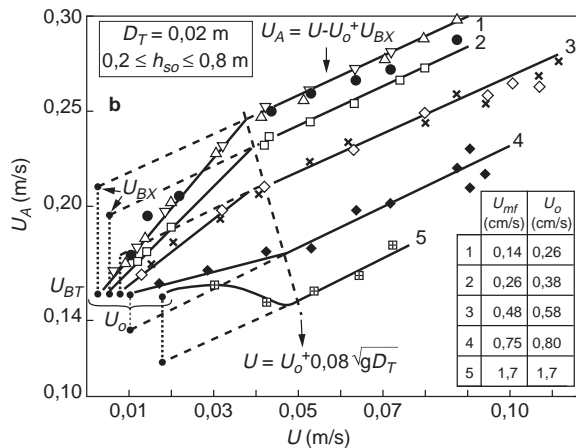 0,30
D_T = 0,02 m
0,2 ≤ h_so ≤ 0,8 m
U_A = U-U_o+U_BX
1
2
3
b
0,25
U_A (m/s)
U_BX
0,20
4
5
U_BT
U_o
0,14
U = U_o+0,08 √gD_T
0,10
0,01 0,03 0,05 0,07 0,10
U (m/s)
U_mf (cm/s) U_o (cm/s)
1 0,14 0,26
2 0,26 0,38
3 0,48 0,58
4 0,75 0,80
5 1,7 1,7